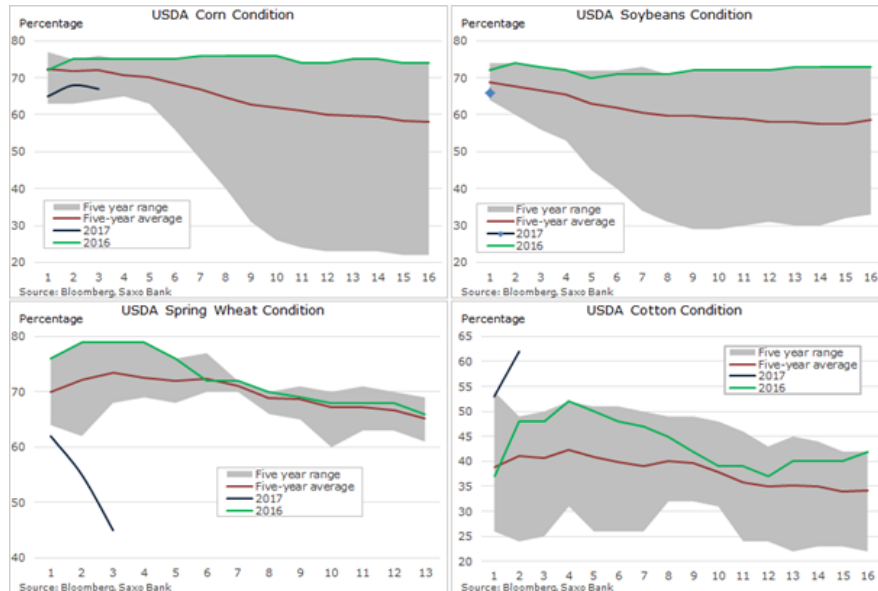 USDA Corn Condition
Percentage
80
70
60
50
40
30
20
Five year range
Five-year average
2017
2016
1 2 3 4 5 6 7 8 9 10 11 12 13 14 15 16
Source: Bloomberg, Saxo Bank
USDA Soybeans Condition
Percentage
80
70
60
50
40
30
20
Five year range
Five-year average
2017
2016
1 2 3 4 5 6 7 8 9 10 11 12 13 14 15 16
Source: Bloomberg, Saxo Bank
USDA Spring Wheat Condition
Percentage
80
70
60
50
40
Five year range
Five-year average
2017
2016
1 2 3 4 5 6 7 8 9 10 11 12 13
Source: Bloomberg, Saxo Bank
USDA Cotton Condition
Percentage
65
60
55
50
45
40
35
30
25
20
Five year range
Five-year average
2017
2016
1 2 3 4 5 6 7 8 9 10 11 12 13 14 15 16
Source: Bloomberg, Saxo Bank